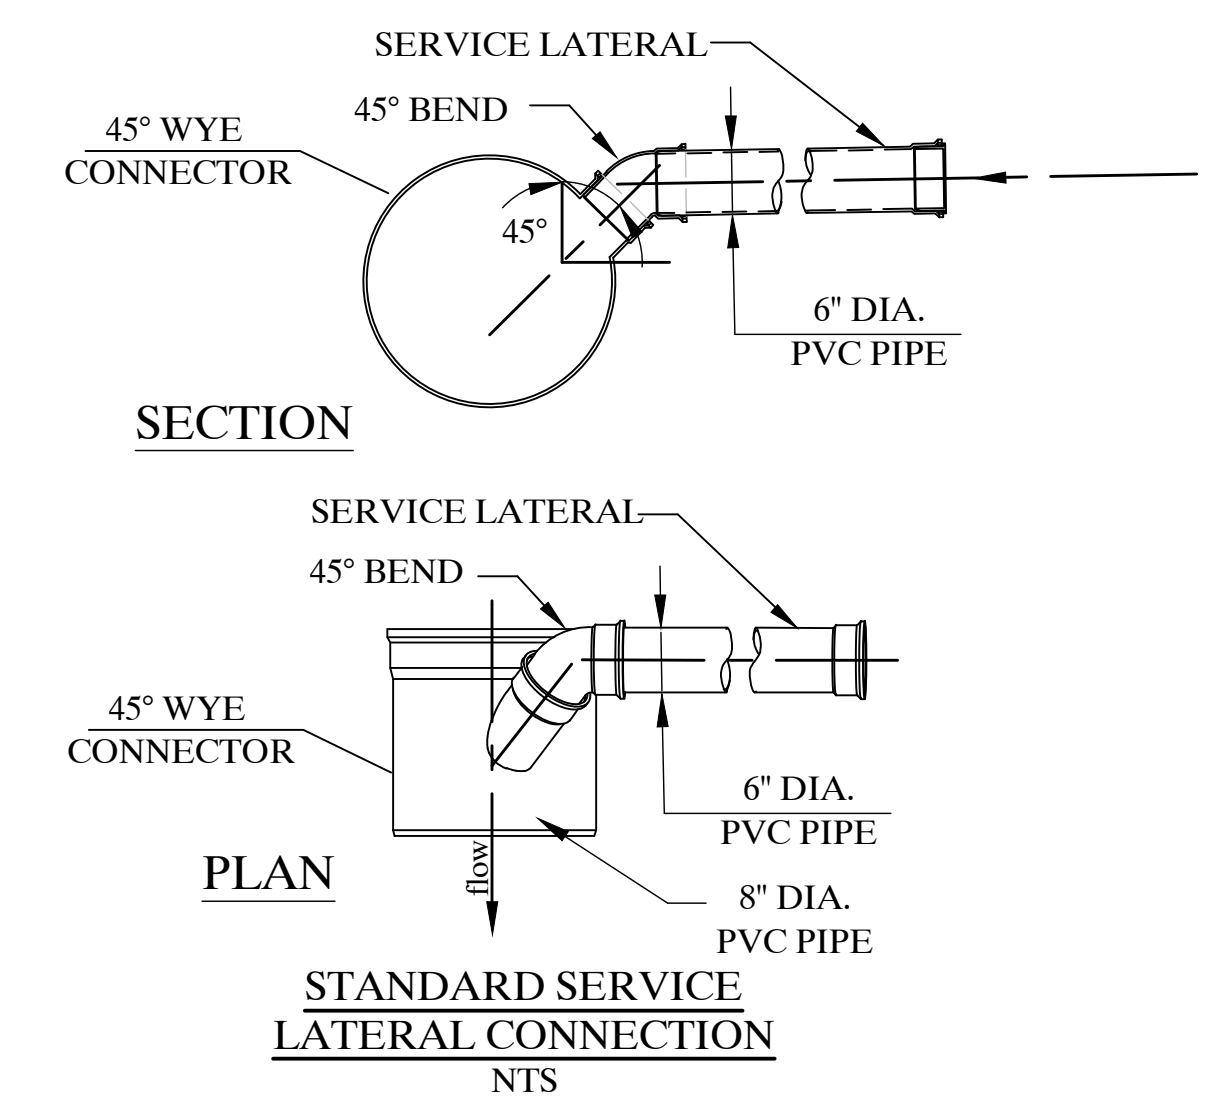 SERVICE LATERAL
45° BEND
45° WYE
CONNECTOR
45°
6" DIA.
PVC PIPE
SECTION
SERVICE LATERAL
45° BEND
45° WYE
CONNECTOR
6" DIA.
PVC PIPE
flow
PLAN
8" DIA.
PVC PIPE
STANDARD SERVICE
LATERAL CONNECTION
NTS